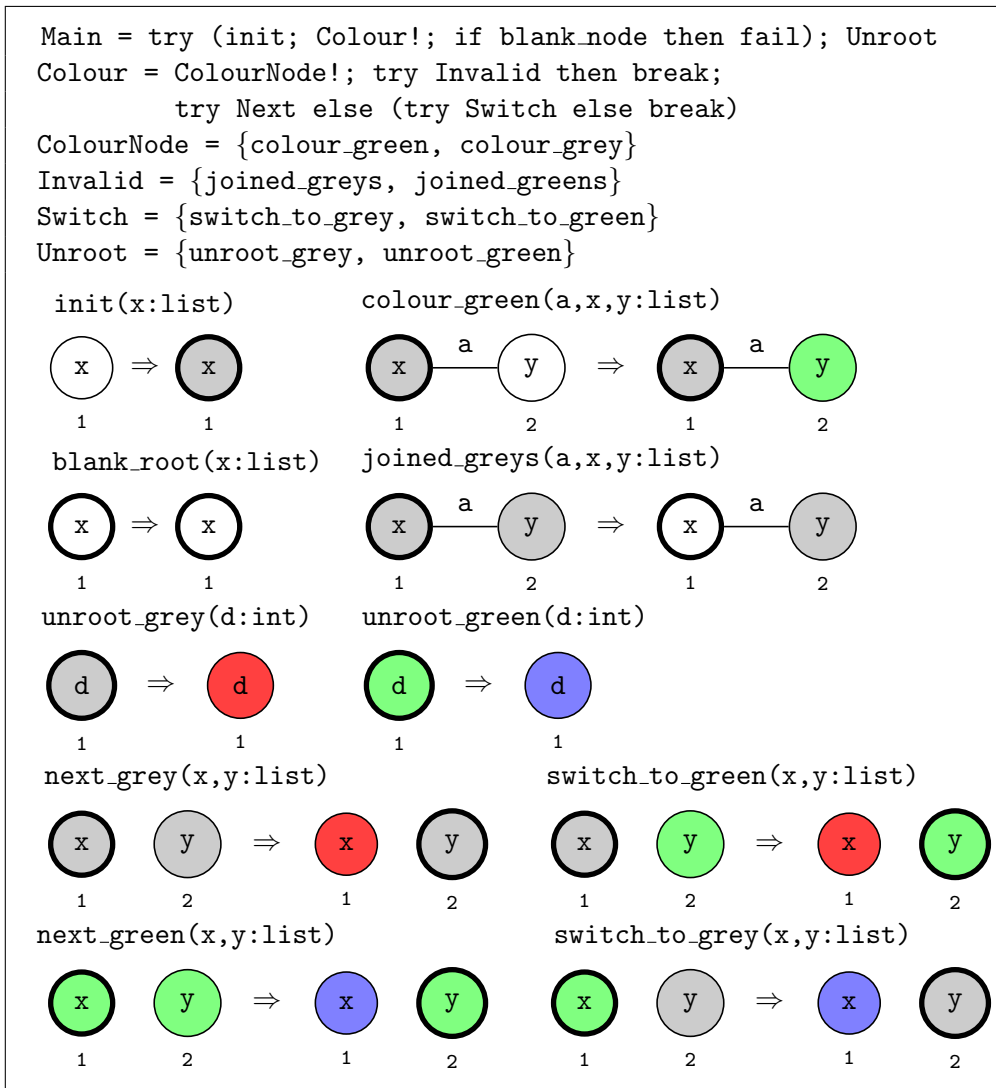 Main = try (init; Colour!; if blank_node then fail); Unroot
Colour = ColourNode!; try Invalid then break;
try Next else (try Switch else break)
ColourNode = {colour_green, colour_grey}
Invalid = {joined_greys, joined_greens}
Switch = {switch_to_grey, switch_to_green}
Unroot = {unroot_grey, unroot_green}
init(x:list) colour_green(a,x,y:list)
x ⇒ x x a y ⇒ x a y
1 1 1 2 1 2
blank_root(x:list) joined_greys(a,x,y:list)
x ⇒ x x a y ⇒ x a y
1 1 1 2 1 2
unroot_grey(d:int) unroot_green(d:int)
d ⇒ d d ⇒ d
1 1 1 1
next_grey(x,y:list) switch_to_green(x,y:list)
x y ⇒ x y x y ⇒ x y
1 2 1 2 1 2 1 2
next_green(x,y:list) switch_to_grey(x,y:list)
x y ⇒ x y x y ⇒ x y
1 2 1 2 1 2 1 2